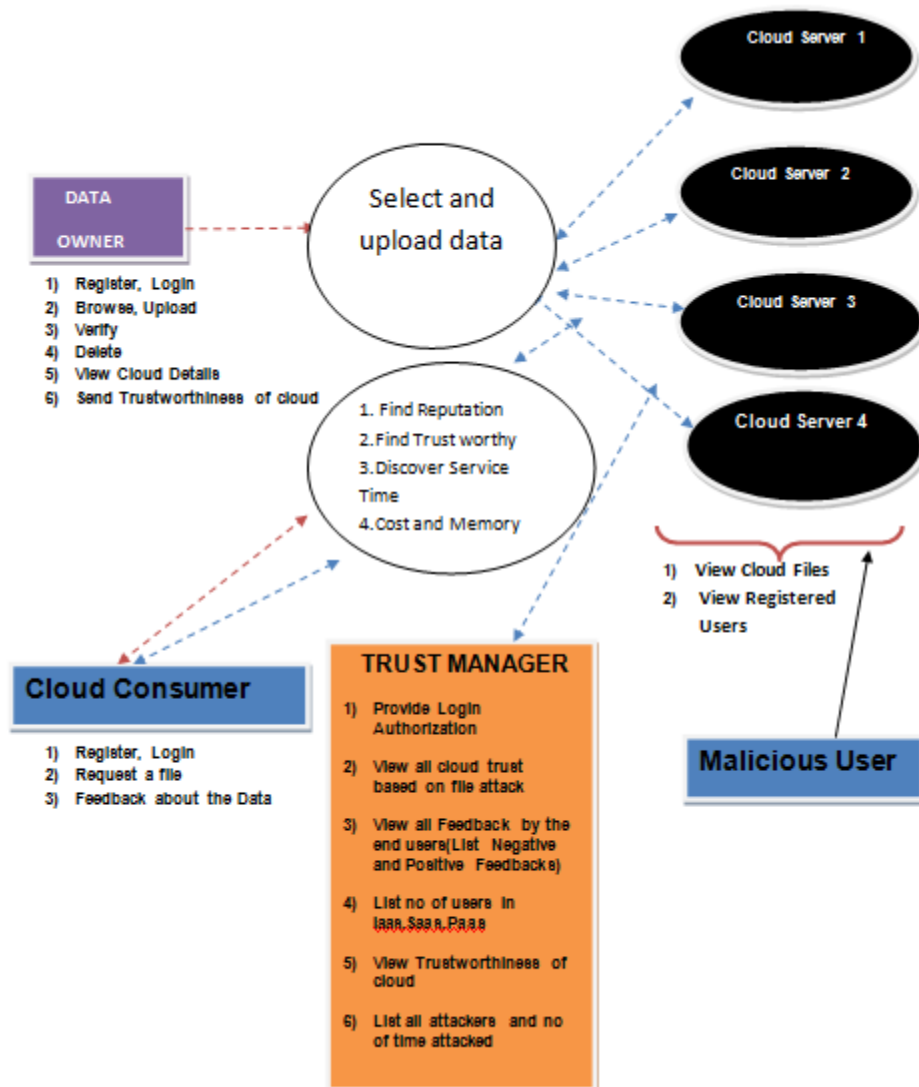 Cloud Server 1
Cloud Server 2
Cloud Server 3
Cloud Server 4
Select and
upload data
DATA
OWNER
1) Register, Login
2) Browse, Upload
3) Verify
4) Delete
5) View Cloud Details
6) Send Trustworthiness of cloud
1. Find Reputation
2.Find Trust worthy
3.Discover Service
Time
4.Cost and Memory
1) View Cloud Files
2) View Registered
Users
Cloud Consumer
1) Register, Login
2) Request a file
3) Feedback about the Data
TRUST MANAGER
1) Provide Login
Authorization
2) View all cloud trust
based on file attack
3) View all Feedback by the
end users(List Negative
and Positive Feedbacks)
4) List no of users in
Iaas,Saas,Paas
5) View Trustworthiness of
cloud
6) List all attackers and no
of time attacked
Malicious User